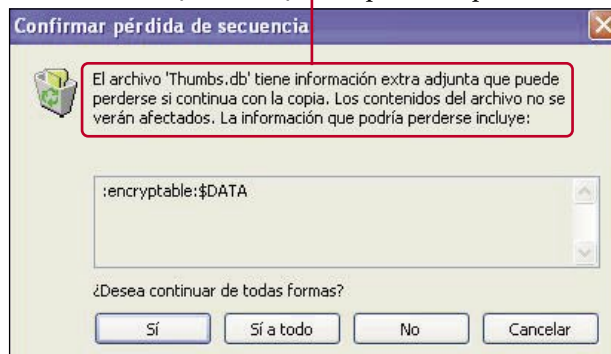 Confirmar pérdida de secuencia
El archivo 'Thumbs.db' tiene información extra adjunta que puede
perderse si continua con la copia. Los contenidos del archivo no se
verán afectados. La información que podría perderse incluye:
:encryptable:$DATA
¿Desea continuar de todas formas?
Sí
Sí a todo
No
Cancelar